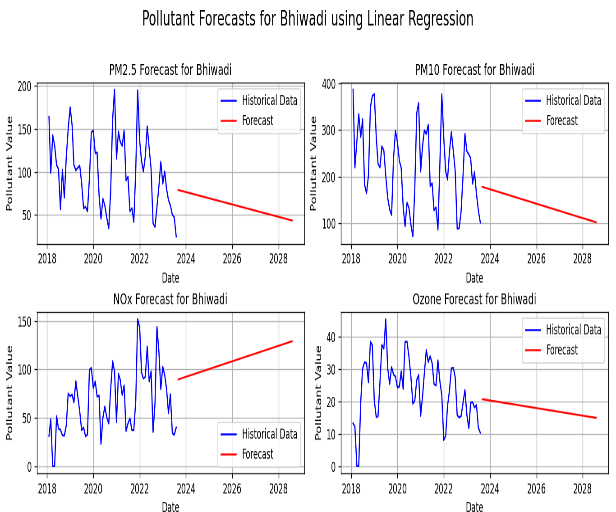 Pollutant Forecasts for Bhiwadi using Linear Regression
PM2.5 Forecast for Bhiwadi
Pollutant Value
200
150
100
50
Historical Data
Forecast
2018 2020 2022 2024 2026 2028
Date
PM10 Forecast for Bhiwadi
Pollutant Value
400
300
200
100
Historical Data
Forecast
2018 2020 2022 2024 2026 2028
Date
NOx Forecast for Bhiwadi
Pollutant Value
150
100
50
0
Historical Data
Forecast
2018 2020 2022 2024 2026 2028
Date
Ozone Forecast for Bhiwadi
Pollutant Value
40
30
20
10
0
Historical Data
Forecast
2018 2020 2022 2024 2026 2028
Date